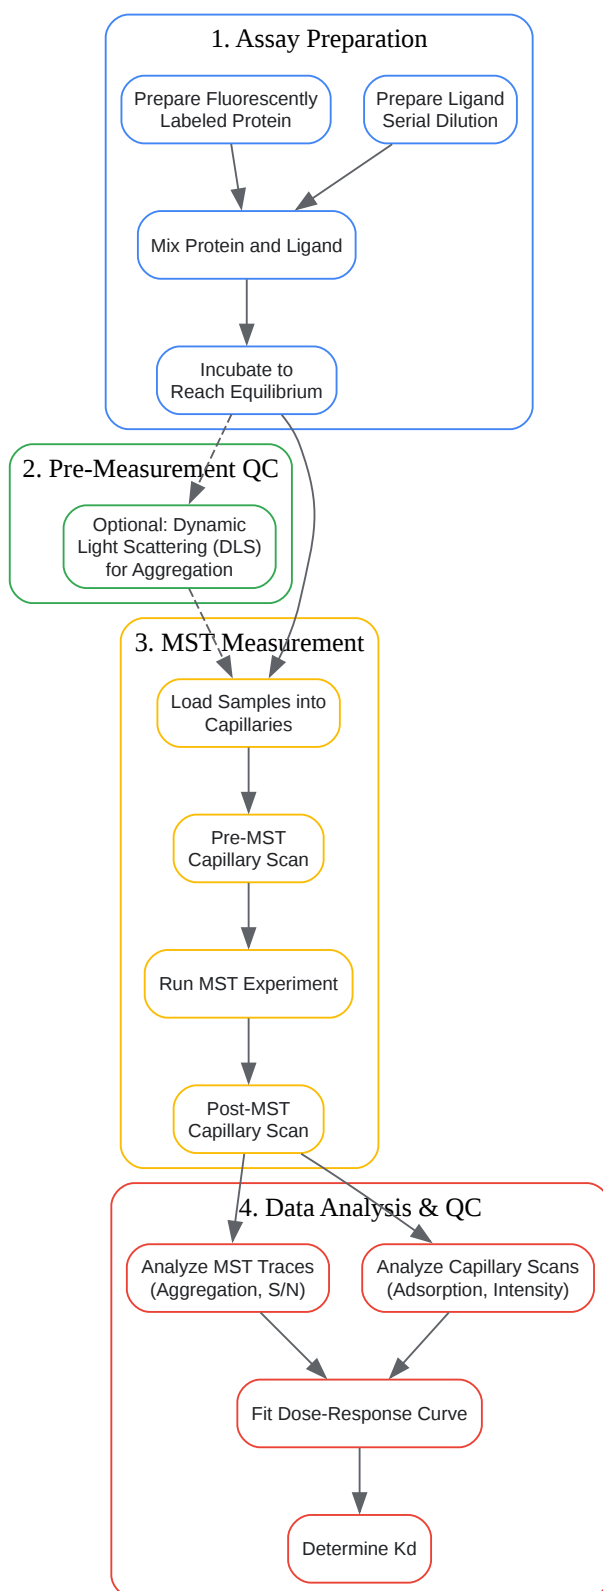 1. Assay Preparation
Prepare Fluorescently
Labeled Protein
Prepare Ligand
Serial Dilution
Mix Protein and Ligand
Incubate to
Reach Equilibrium
2. Pre-Measurement QC
Optional: Dynamic
Light Scattering (DLS)
for Aggregation
3. MST Measurement
Load Samples into
Capillaries
Pre-MST
Capillary Scan
Run MST Experiment
Post-MST
Capillary Scan
4. Data Analysis & QC
Analyze MST Traces
(Aggregation, S/N)
Analyze Capillary Scans
(Adsorption, Intensity)
Fit Dose-Response Curve
Determine Kd